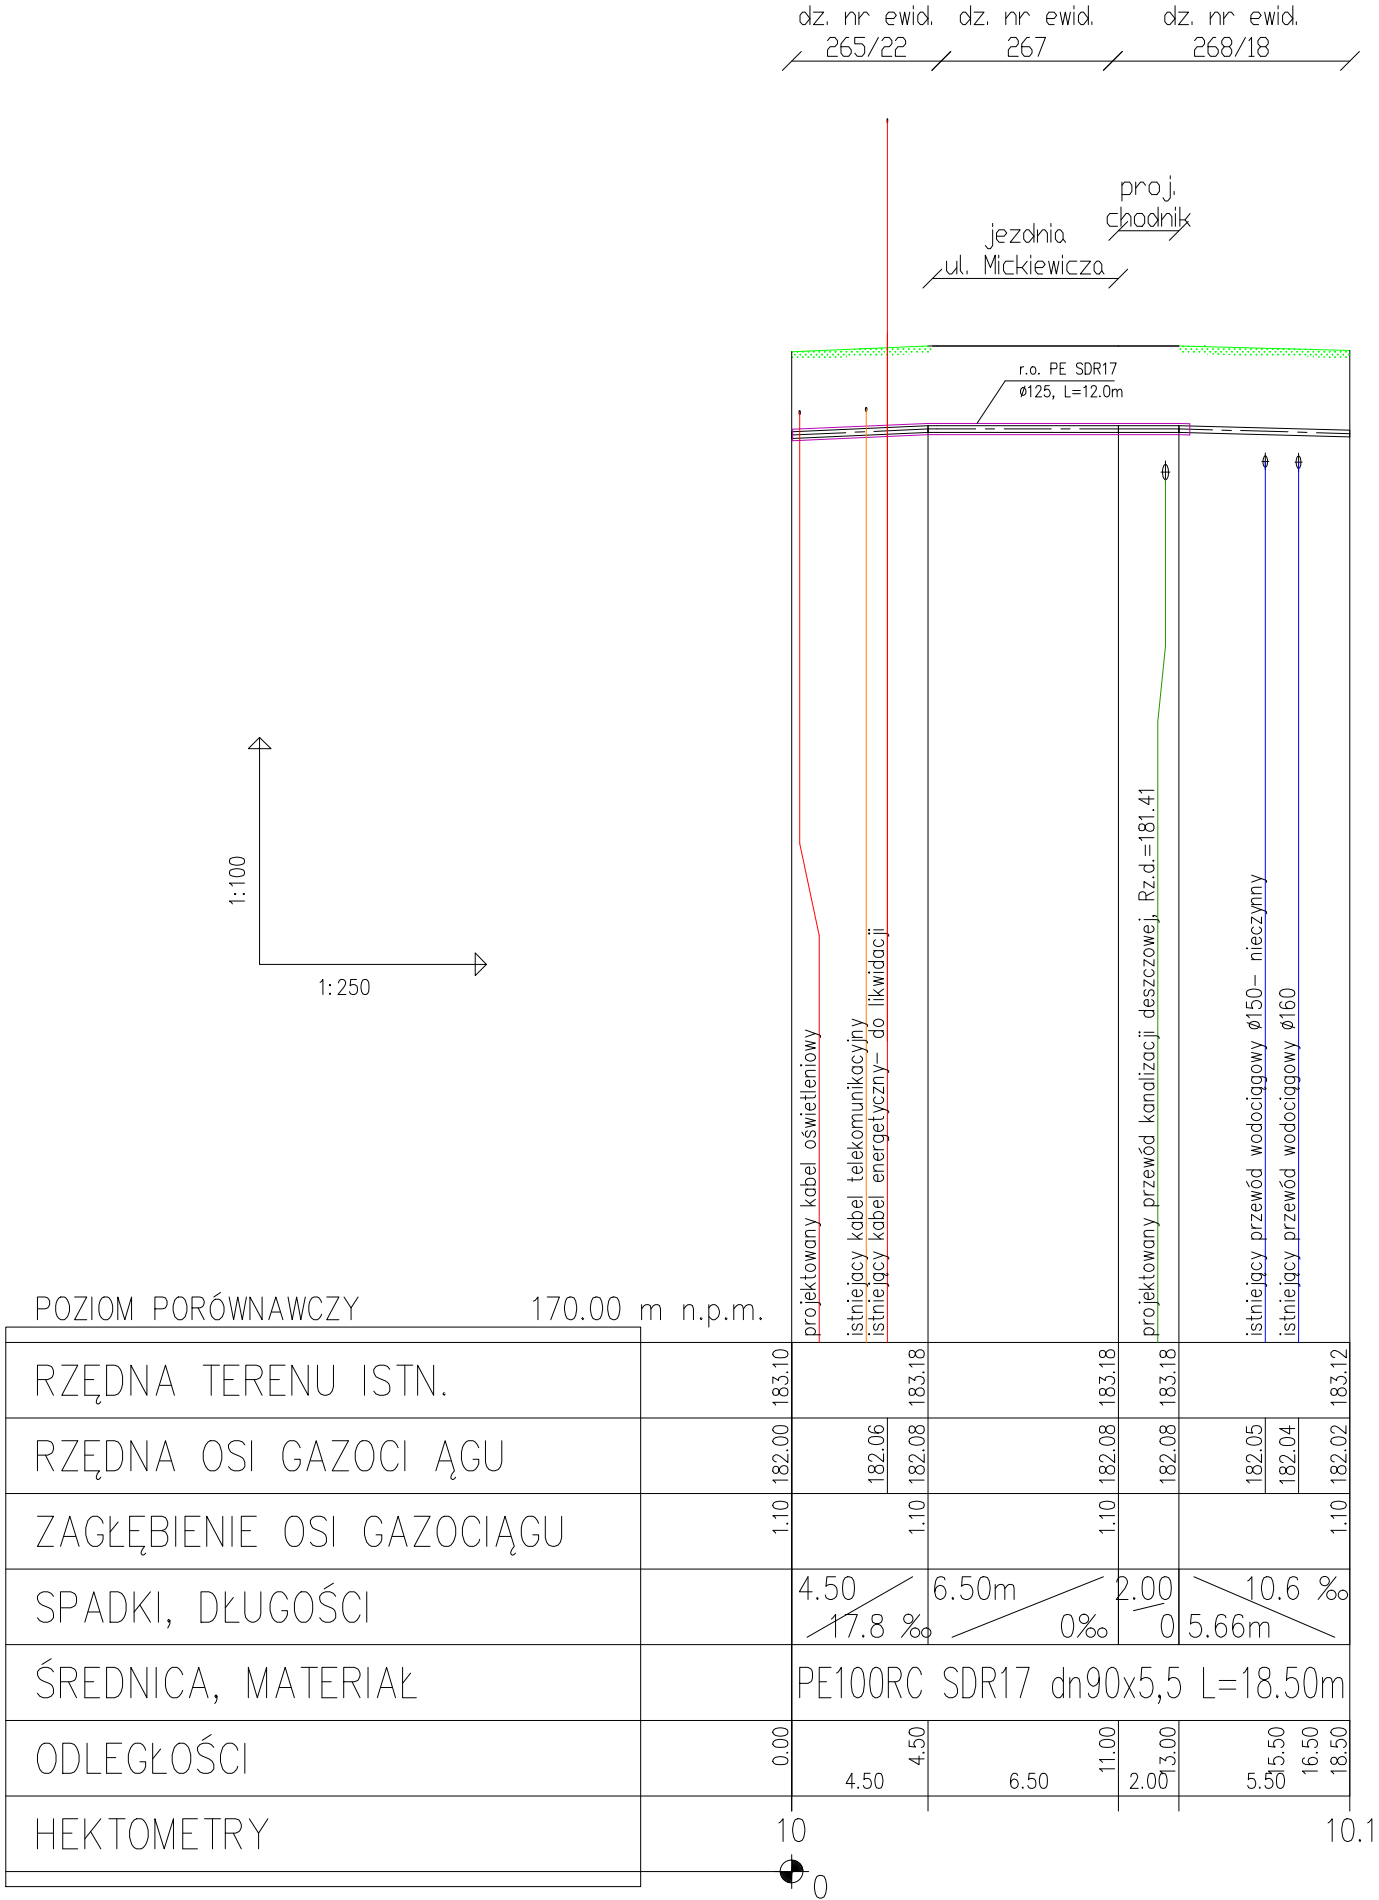 dz. nr ewid. dz. nr ewid. dz. nr ewid.
265/22 267 268/18
proj.
chodnik
jezdnia
ul. Mickiewicza
r.o. PE SDR17
ø125, L=12.0m
1:100
1:250
projektowany kabel oświetleniowy
istniejący kabel telekomunikacyjny
istniejący kabel energetyczny- do likwidacji
projektowany przewód kanalizacji deszczowej, Rz.d.=181.41
istniejący przewód wodociągowy ø150- nieczynny
istniejący przewód wodociągowy ø160
POZIOM PORÓWNAWCZY 170.00 m n.p.m.
RZĘDNA TERENU ISTN. 183.10 183.18 183.18 183.18 183.12
RZĘDNA OSI GAZOCI ĄGU 182.00 182.06 182.08 182.08 182.08 182.05 182.04 182.02
ZAGŁĘBIENIE OSI GAZOCIĄGU 1.10 1.10 1.10 1.10
SPADKI, DŁUGOŚCI 4.50 6.50m 2.00 10.6 ‰
17.8 ‰ 0‰ 0 5.66m
ŚREDNICA, MATERIAŁ PE100RC SDR17 dn90x5,5 L=18.50m
ODLEGŁOŚCI 0.00 4.50 11.00 13.00 15.50 16.50 18.50
4.50 6.50 2.00 5.50
HEKTOMETRY 10 10.1
0